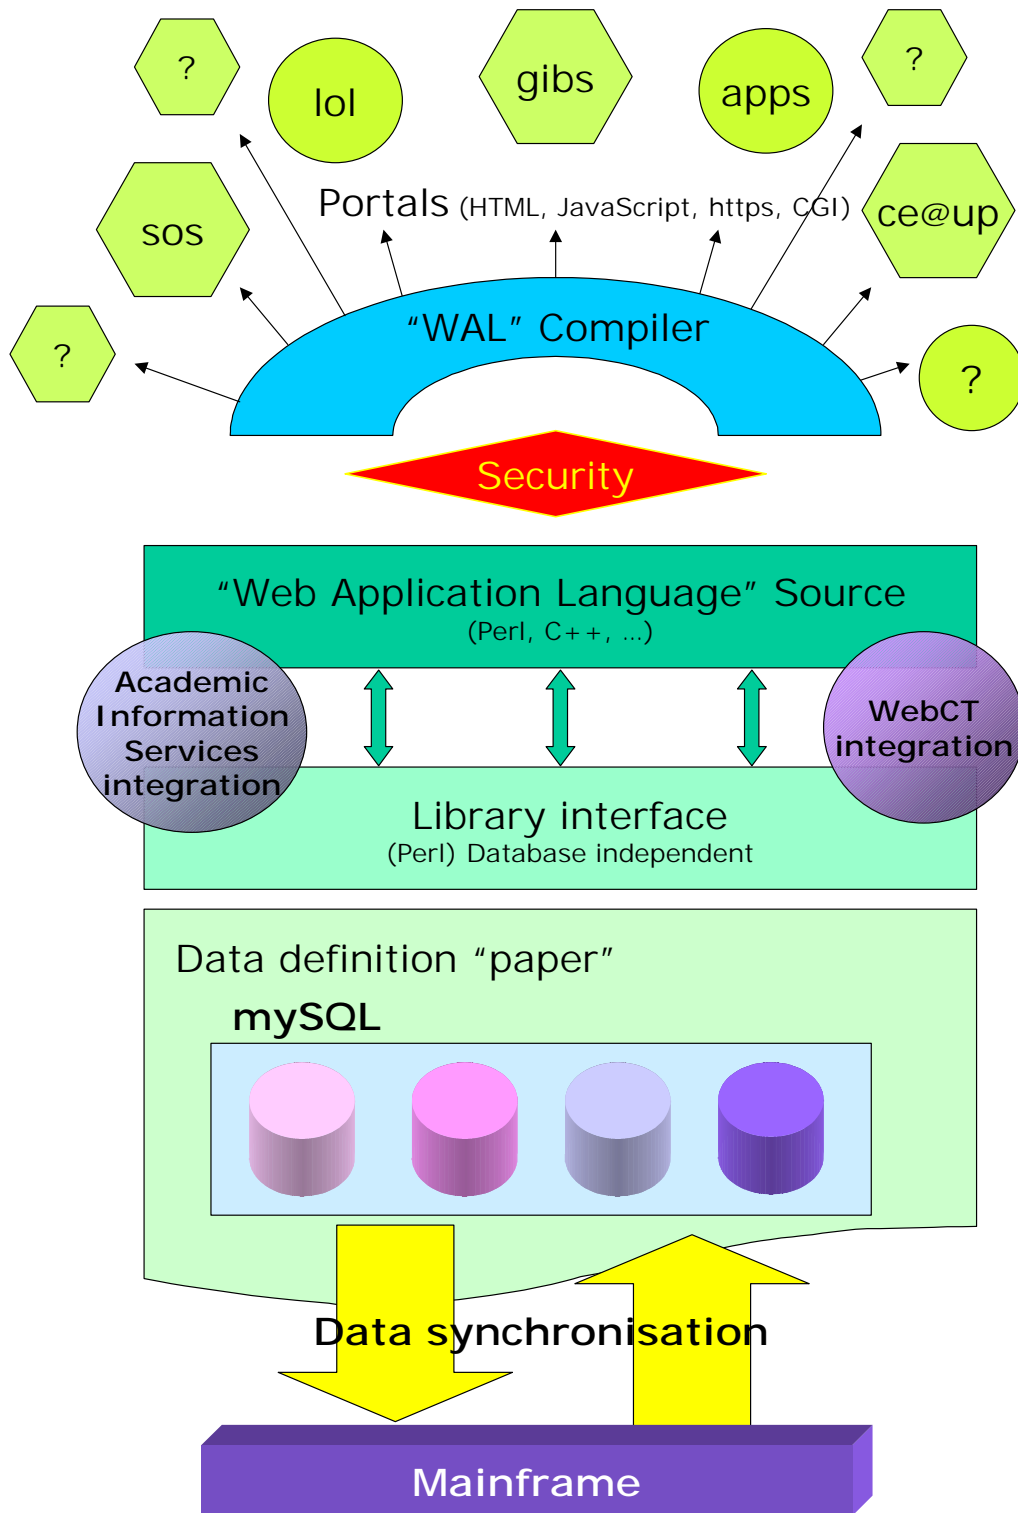 ?
lol
gibs
apps
?
sos
Portals (HTML, JavaScript, https, CGI)
ce@up
?
“WAL” Compiler
?
Security
“Web Application Language” Source
(Perl, C++, …)
Academic
Information
Services
integration
WebCT
integration
Library interface
(Perl) Database independent
Data definition “paper”
mySQL
Data synchronisation
Mainframe